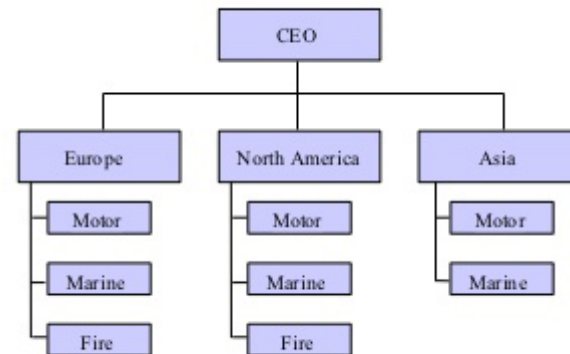 CEO
Europe
North America
Asia
Motor
Motor
Motor
Marine
Marine
Marine
Fire
Fire